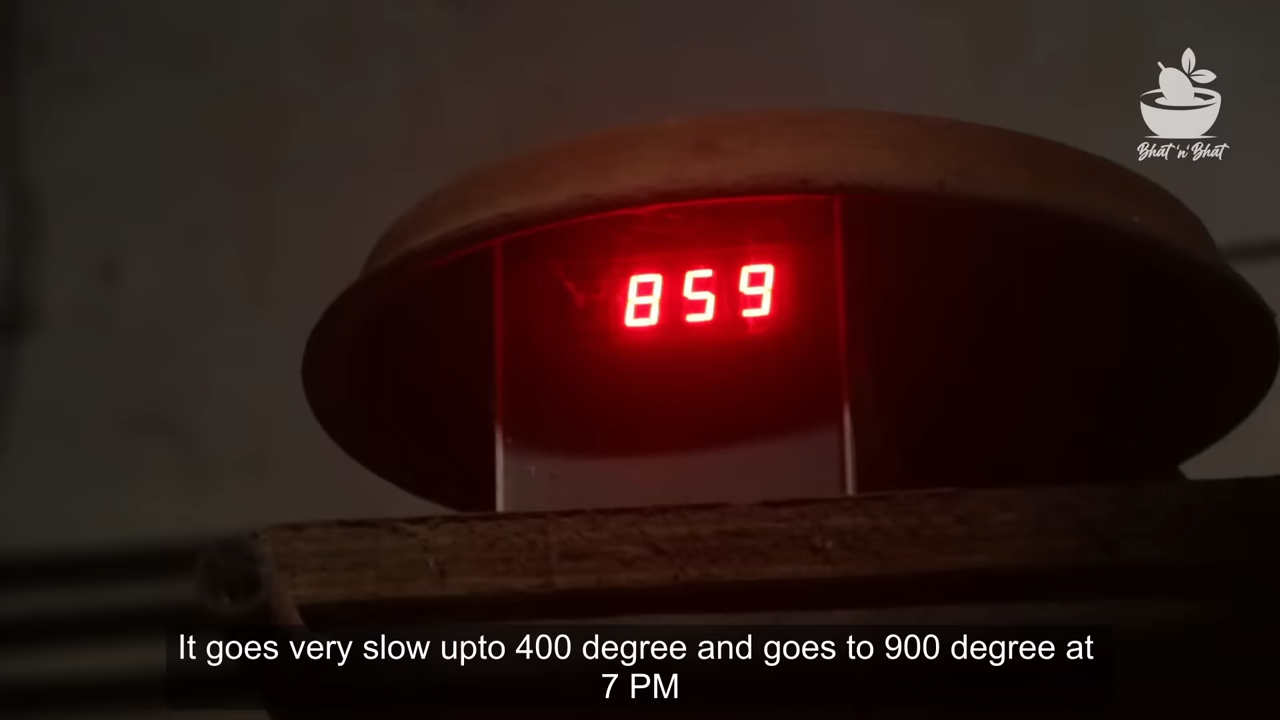 Bhat 'n' Bhat
859
It goes very slow upto 400 degree and goes to 900 degree at
7 PM